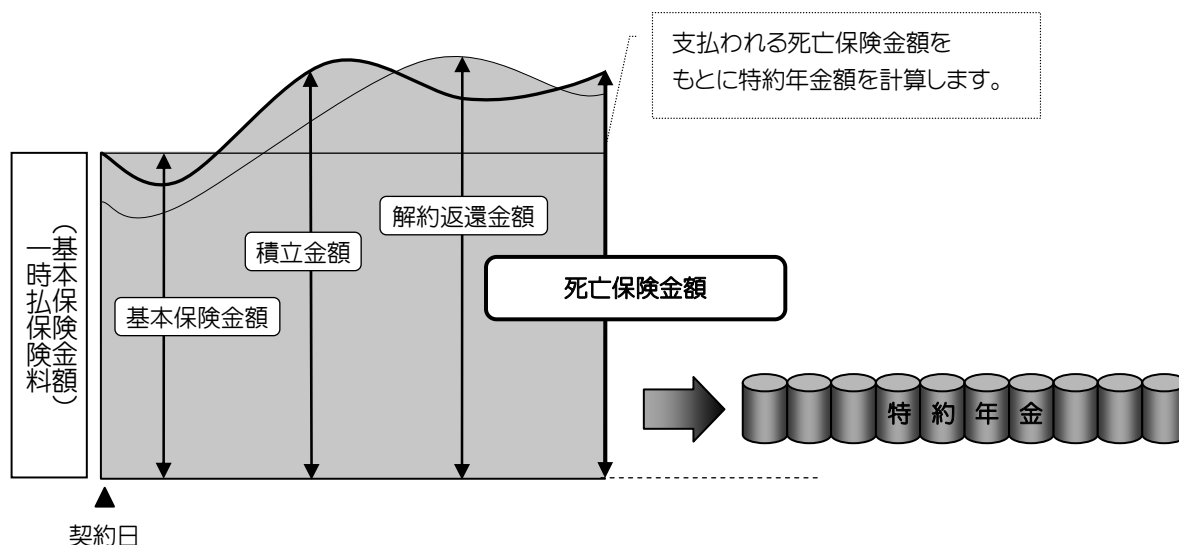 支払われる死亡保険金額を
もとに特約年金額を計算します。
一時払保険料
（基本保険金額）
基本保険金額
積立金額
解約返還金額
死亡保険金額
特約年金
契約日